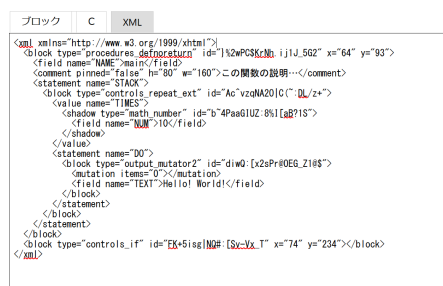 ブロック C XML
<xml xmlns="http://www.w3.org/1999/xhtml">
<block type="procedures_defnoreturn" id="}%2wPC$KrNh.ij1J_5G2" x="64" y="93">
<field name="NAME">main</field>
<comment pinned="false" h="80" w="160">この関数の説明…</comment>
<statement name="STACK">
<block type="controls_repeat_ext" id="Ac^vzqNA2O|C(~:DL/z+">
<value name="TIMES">
<shadow type="math_number" id="b~4PaaGIUZ:8%I[aB?1S">
<field name="NUM">10</field>
</shadow>
</value>
<statement name="DO">
<block type="output_mutator2" id="diwQ:[x2sPr@OEG_Z1@$">
<mutation items="0"></mutation>
<field name="TEXT">Hello! World!</field>
</block>
</statement>
</block>
</statement>
</block>
<block type="controls_if" id="FK+5isg|NQ#:[Sv-Vx_T" x="74" y="234"></block>
</xml>